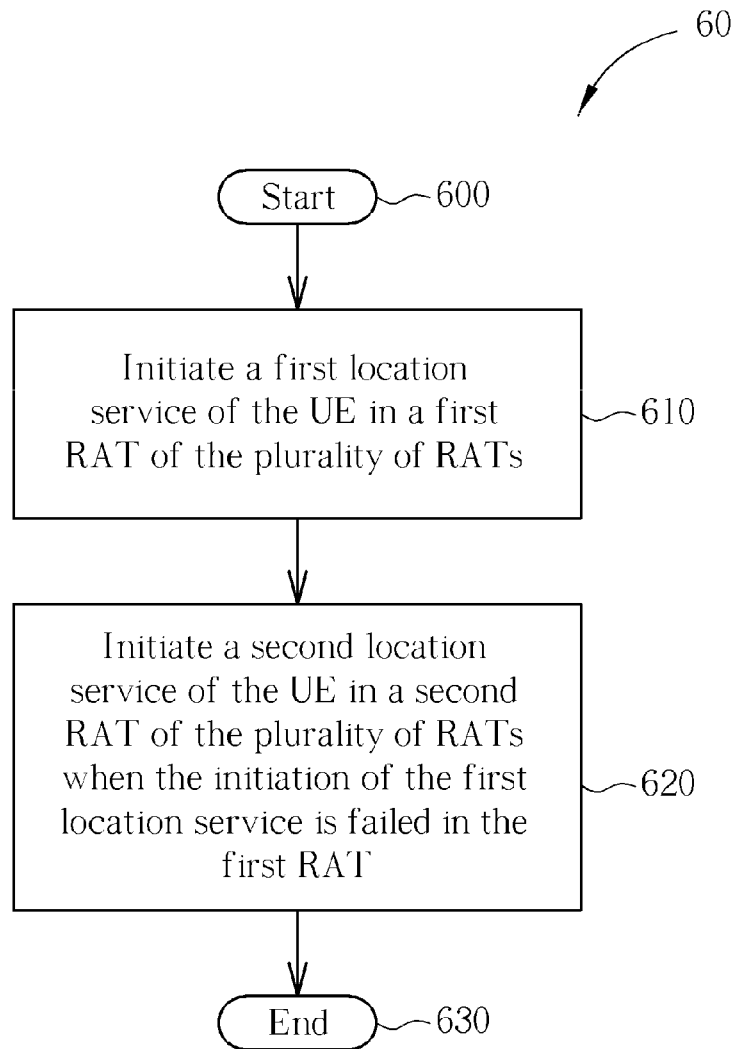 60
Start
600
Initiate a first location
service of the UE in a first
RAT of the plurality of RATs
610
Initiate a second location
service of the UE in a second
RAT of the plurality of RATs
when the initiation of the first
location service is failed in the
first RAT
620
End
630